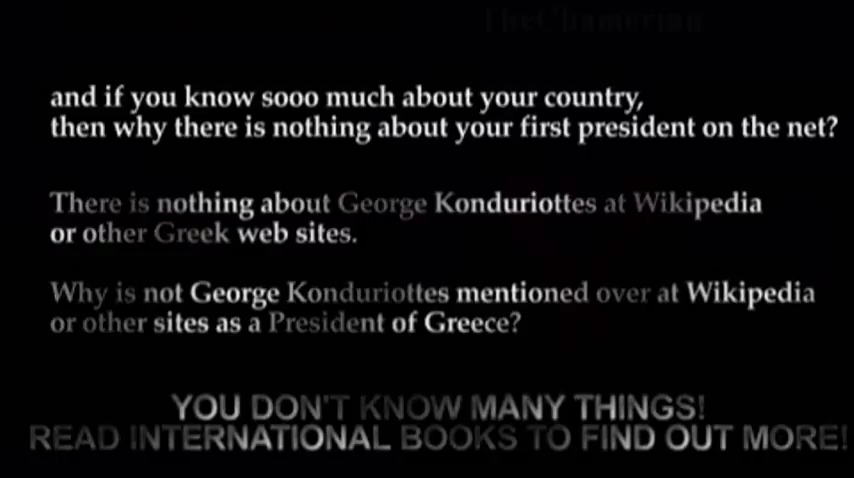 TheChamerian
and if you know sooo much about your country,
then why there is nothing about your first president on the net?
There is nothing about George Konduriottes at Wikipedia
or other Greek web sites.
Why is not George Konduriottes mentioned over at Wikipedia
or other sites as a President of Greece?
YOU DON'T KNOW MANY THINGS!
READ INTERNATIONAL BOOKS TO FIND OUT MORE!